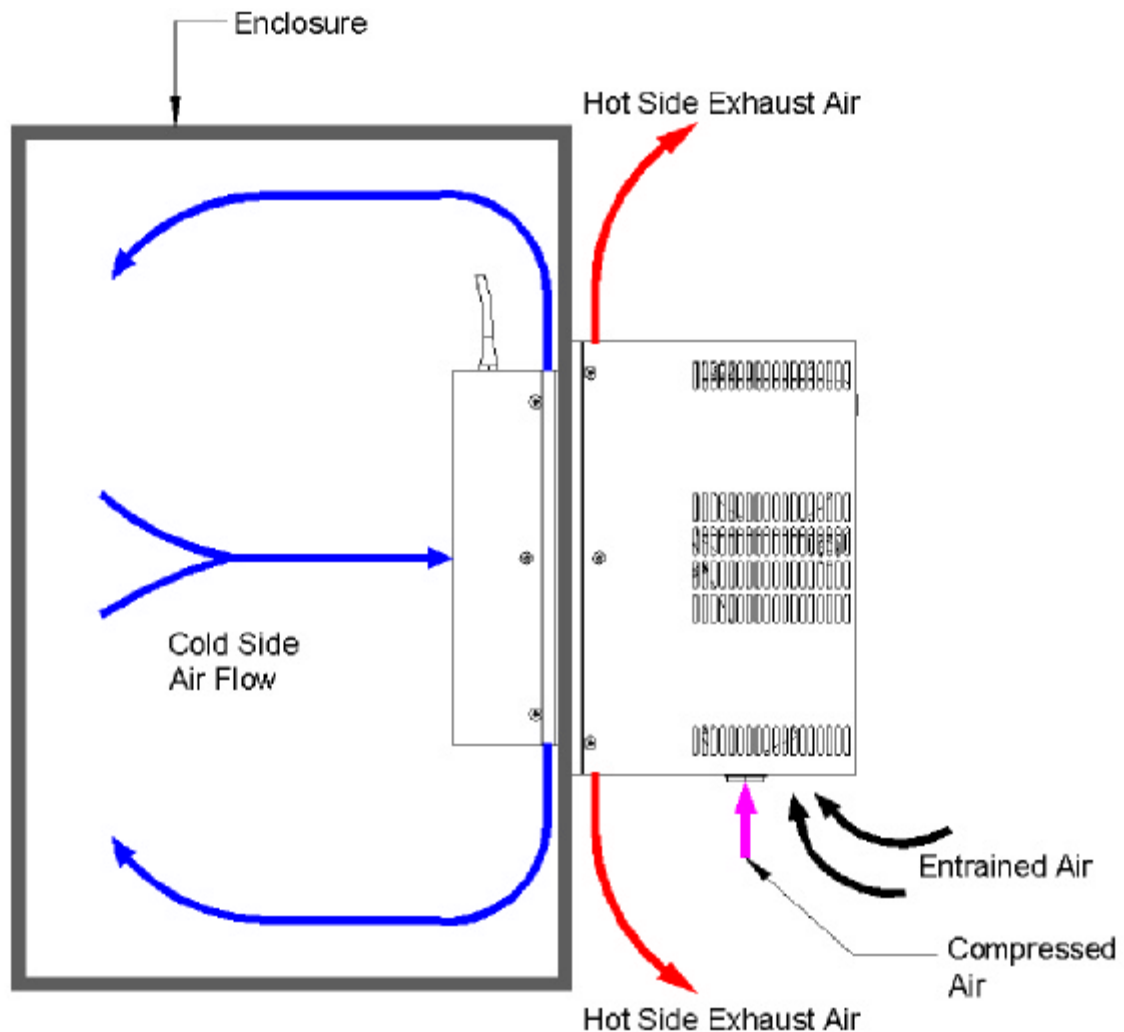 Enclosure
Hot Side Exhaust Air
Cold Side
Air Flow
Entrained Air
Compressed
Air
Hot Side Exhaust Air